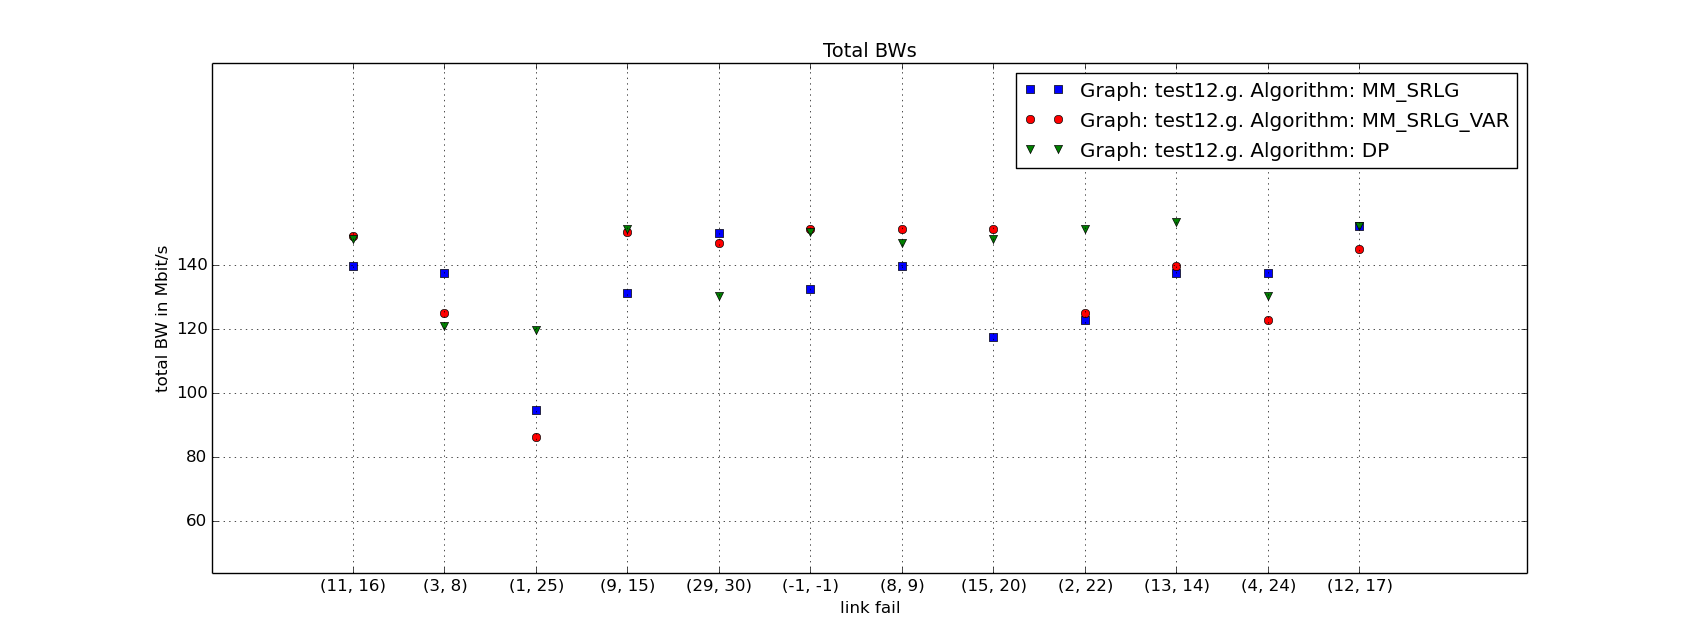 Total BWs
Graph: test12.g. Algorithm: MM_SRLG
Graph: test12.g. Algorithm: MM_SRLG_VAR
Graph: test12.g. Algorithm: DP
total BW in Mbit/s
140
120
100
80
60
(11, 16) (3, 8) (1, 25) (9, 15) (29, 30) (-1, -1) (8, 9) (15, 20) (2, 22) (13, 14) (4, 24) (12, 17)
link fail